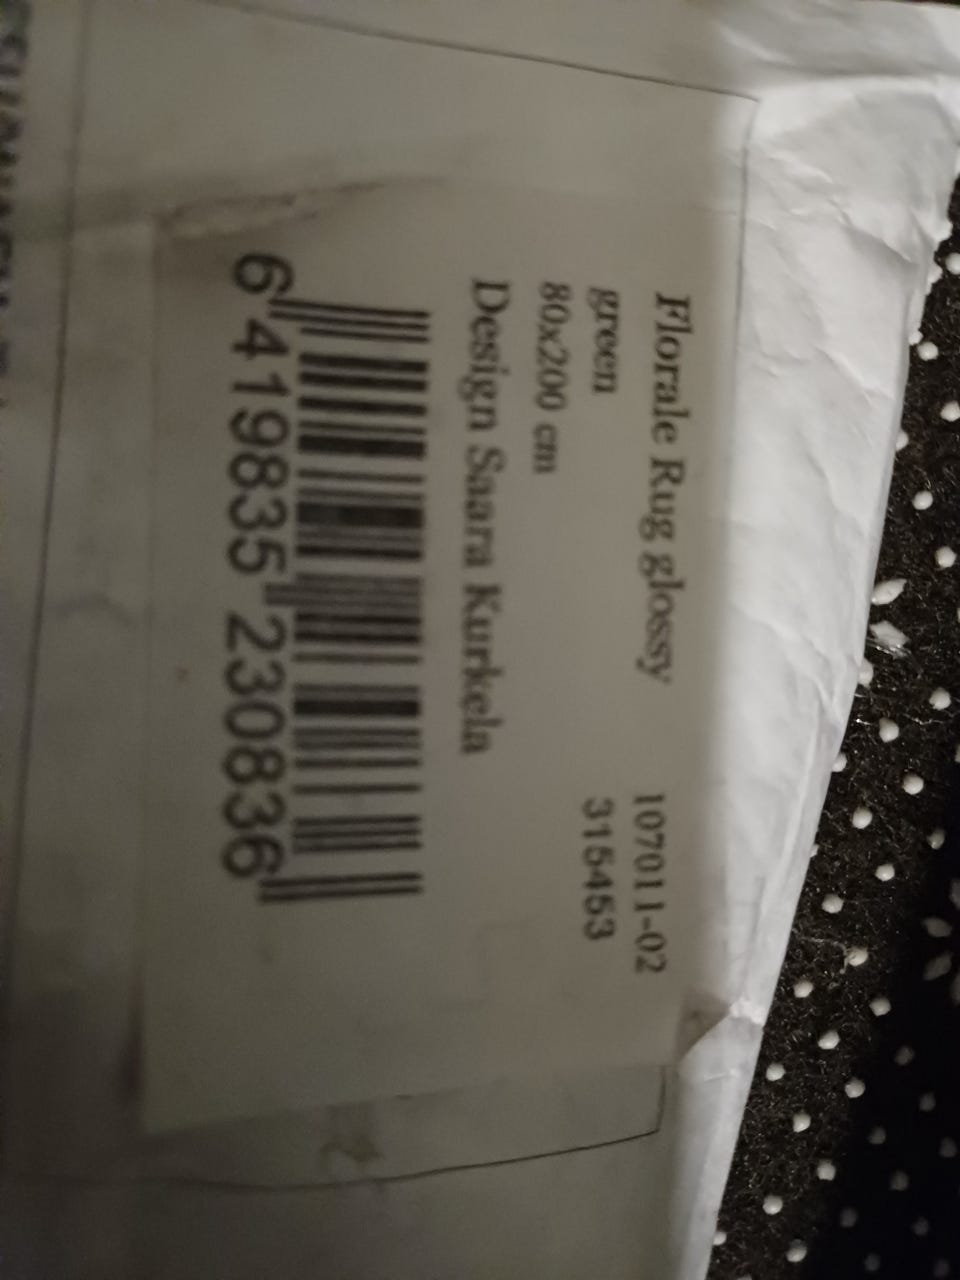 Florale Rug glossy 107011-02
green 315453
80x200 cm
Design Saara Kurkela
6 419835 230836